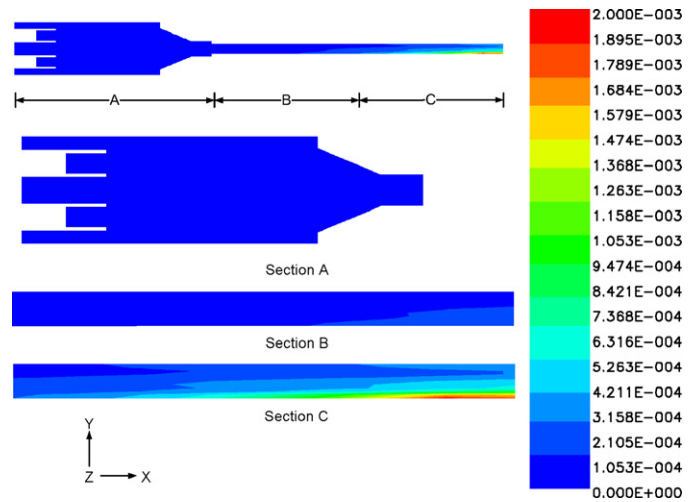 A B C
Section A
Section B
Section C
Y
Z X
2.000E-003
1.895E-003
1.789E-003
1.684E-003
1.579E-003
1.474E-003
1.368E-003
1.263E-003
1.158E-003
1.053E-003
9.474E-004
8.421E-004
7.368E-004
6.316E-004
5.263E-004
4.211E-004
3.158E-004
2.105E-004
1.053E-004
0.000E+000